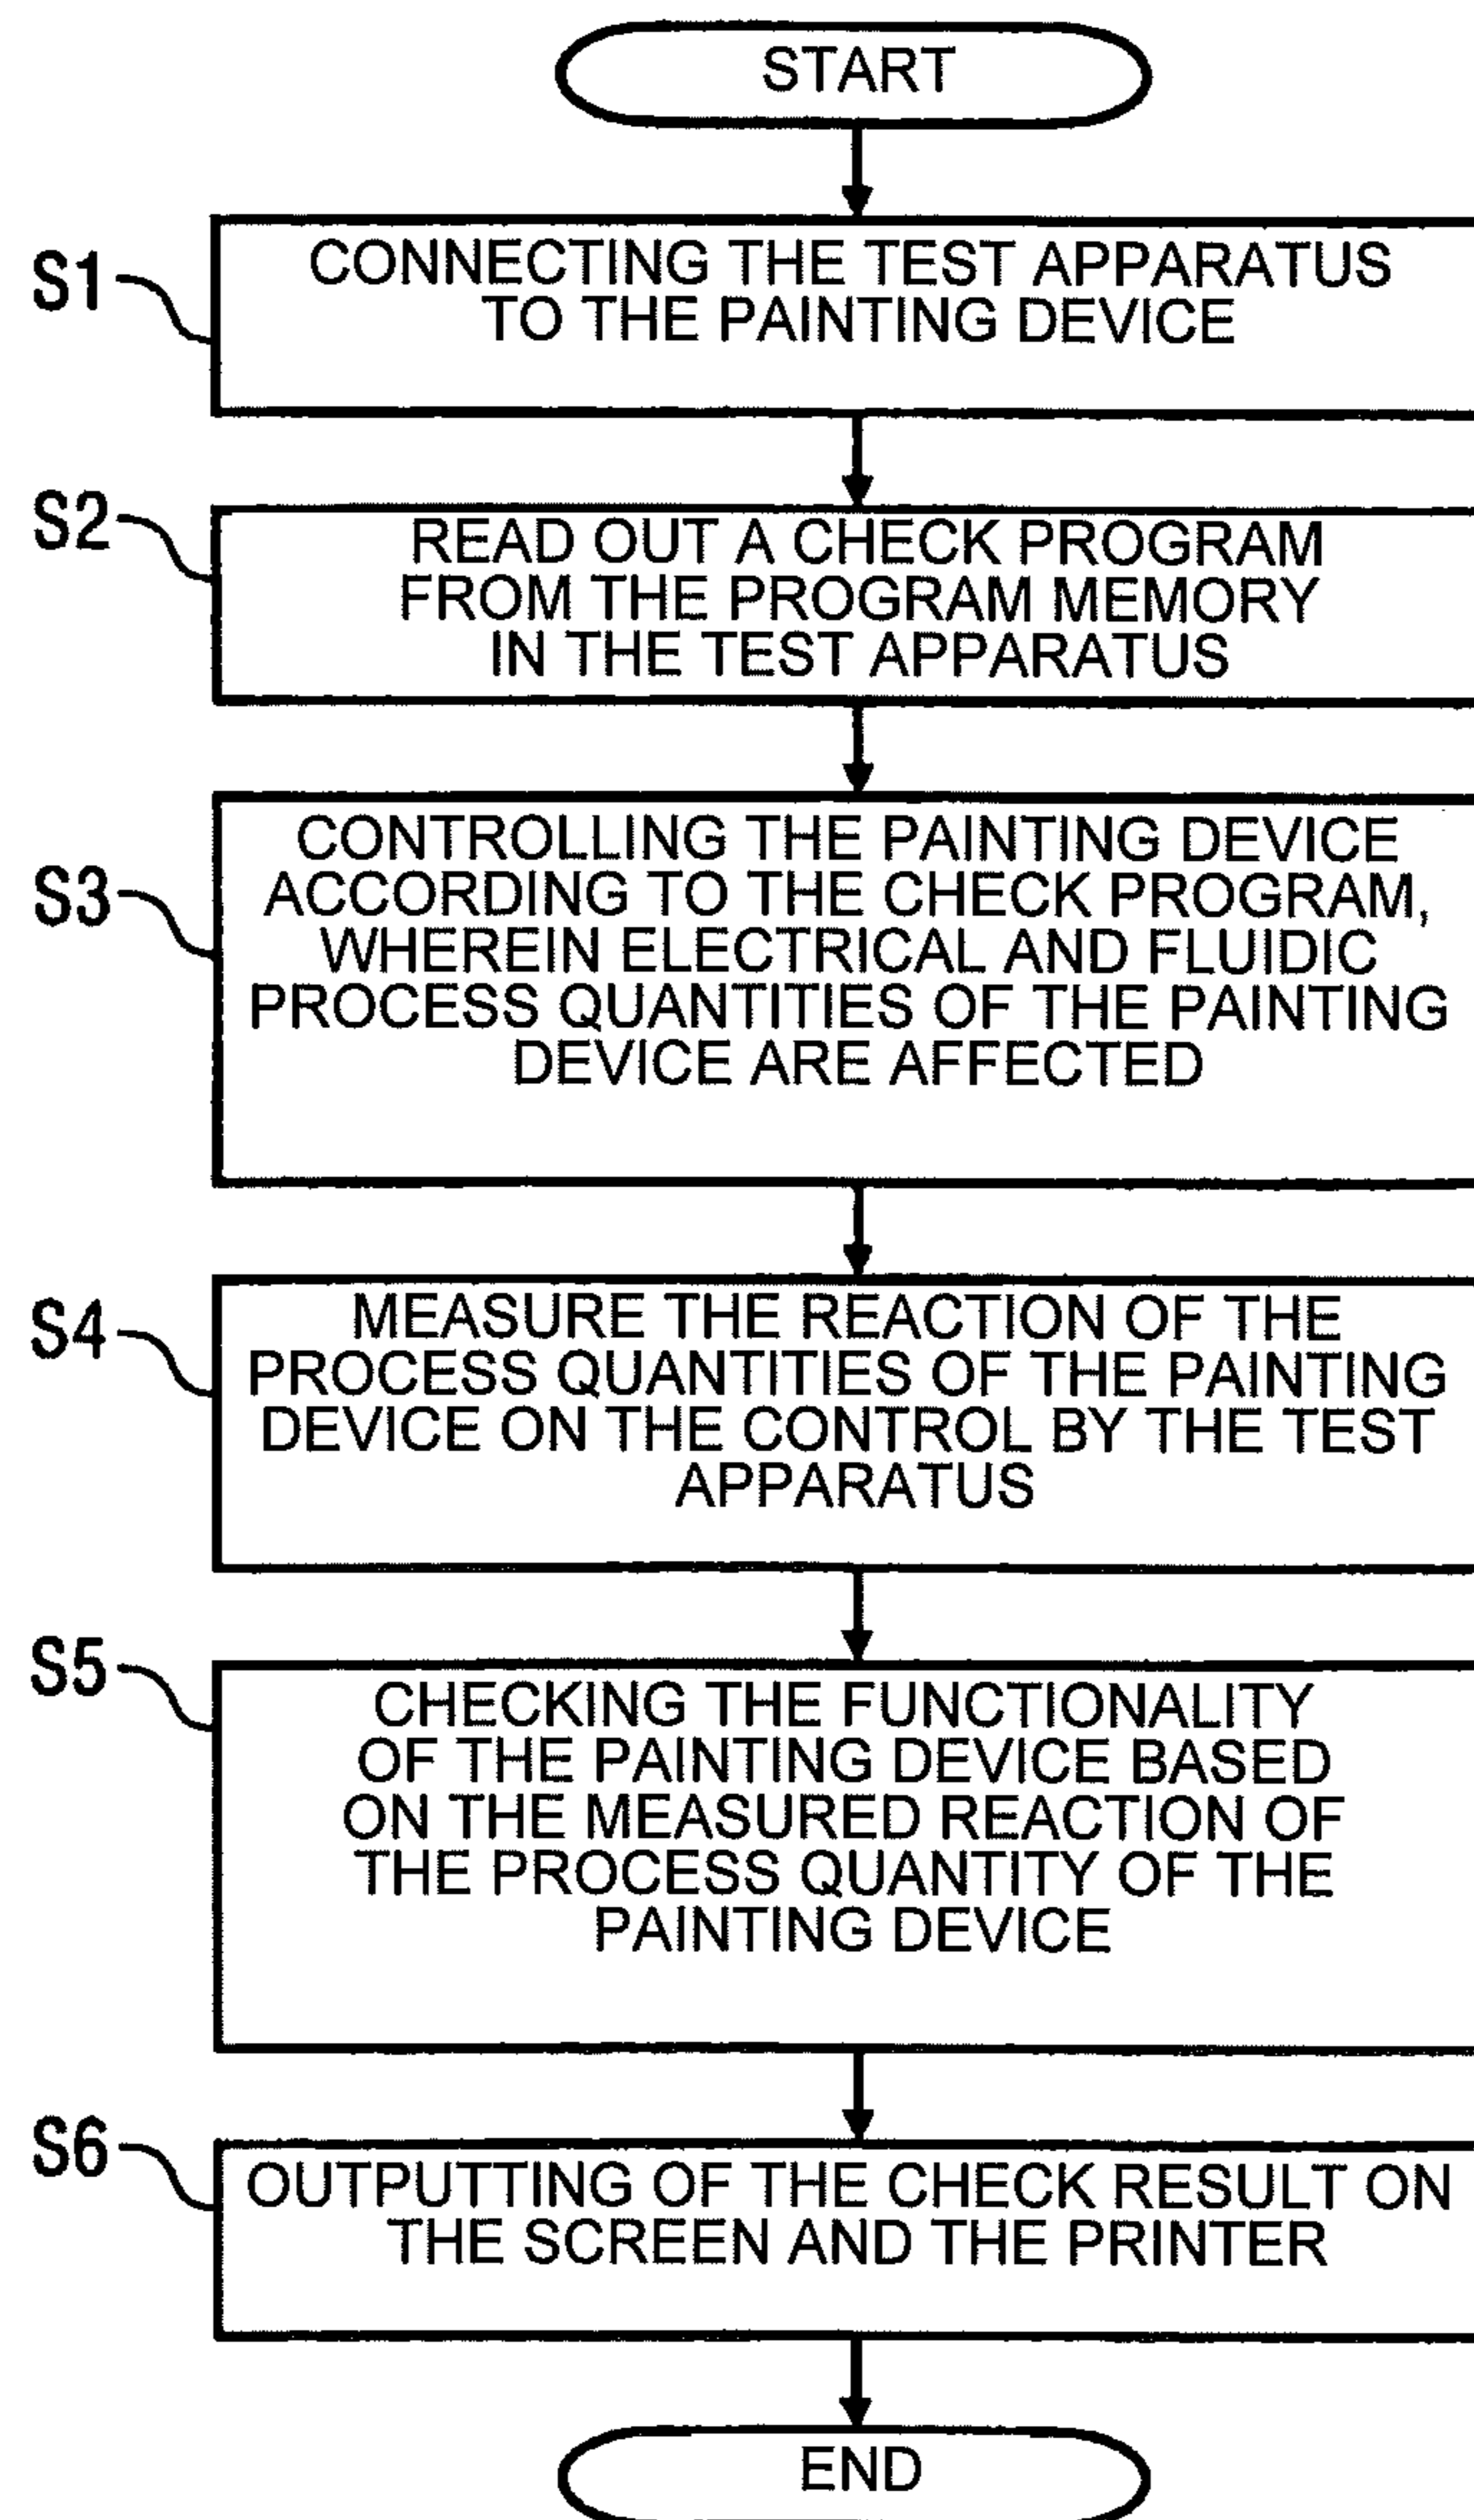 START
S1
CONNECTING THE TEST APPARATUS
TO THE PAINTING DEVICE
S2
READ OUT A CHECK PROGRAM
FROM THE PROGRAM MEMORY
IN THE TEST APPARATUS
S3
CONTROLLING THE PAINTING DEVICE
ACCORDING TO THE CHECK PROGRAM,
WHEREIN ELECTRICAL AND FLUIDIC
PROCESS QUANTITIES OF THE PAINTING
DEVICE ARE AFFECTED
S4
MEASURE THE REACTION OF THE
PROCESS QUANTITIES OF THE PAINTING
DEVICE ON THE CONTROL BY THE TEST
APPARATUS
S5
CHECKING THE FUNCTIONALITY
OF THE PAINTING DEVICE BASED
ON THE MEASURED REACTION OF
THE PROCESS QUANTITY OF THE
PAINTING DEVICE
S6
OUTPUTTING OF THE CHECK RESULT ON
THE SCREEN AND THE PRINTER
END